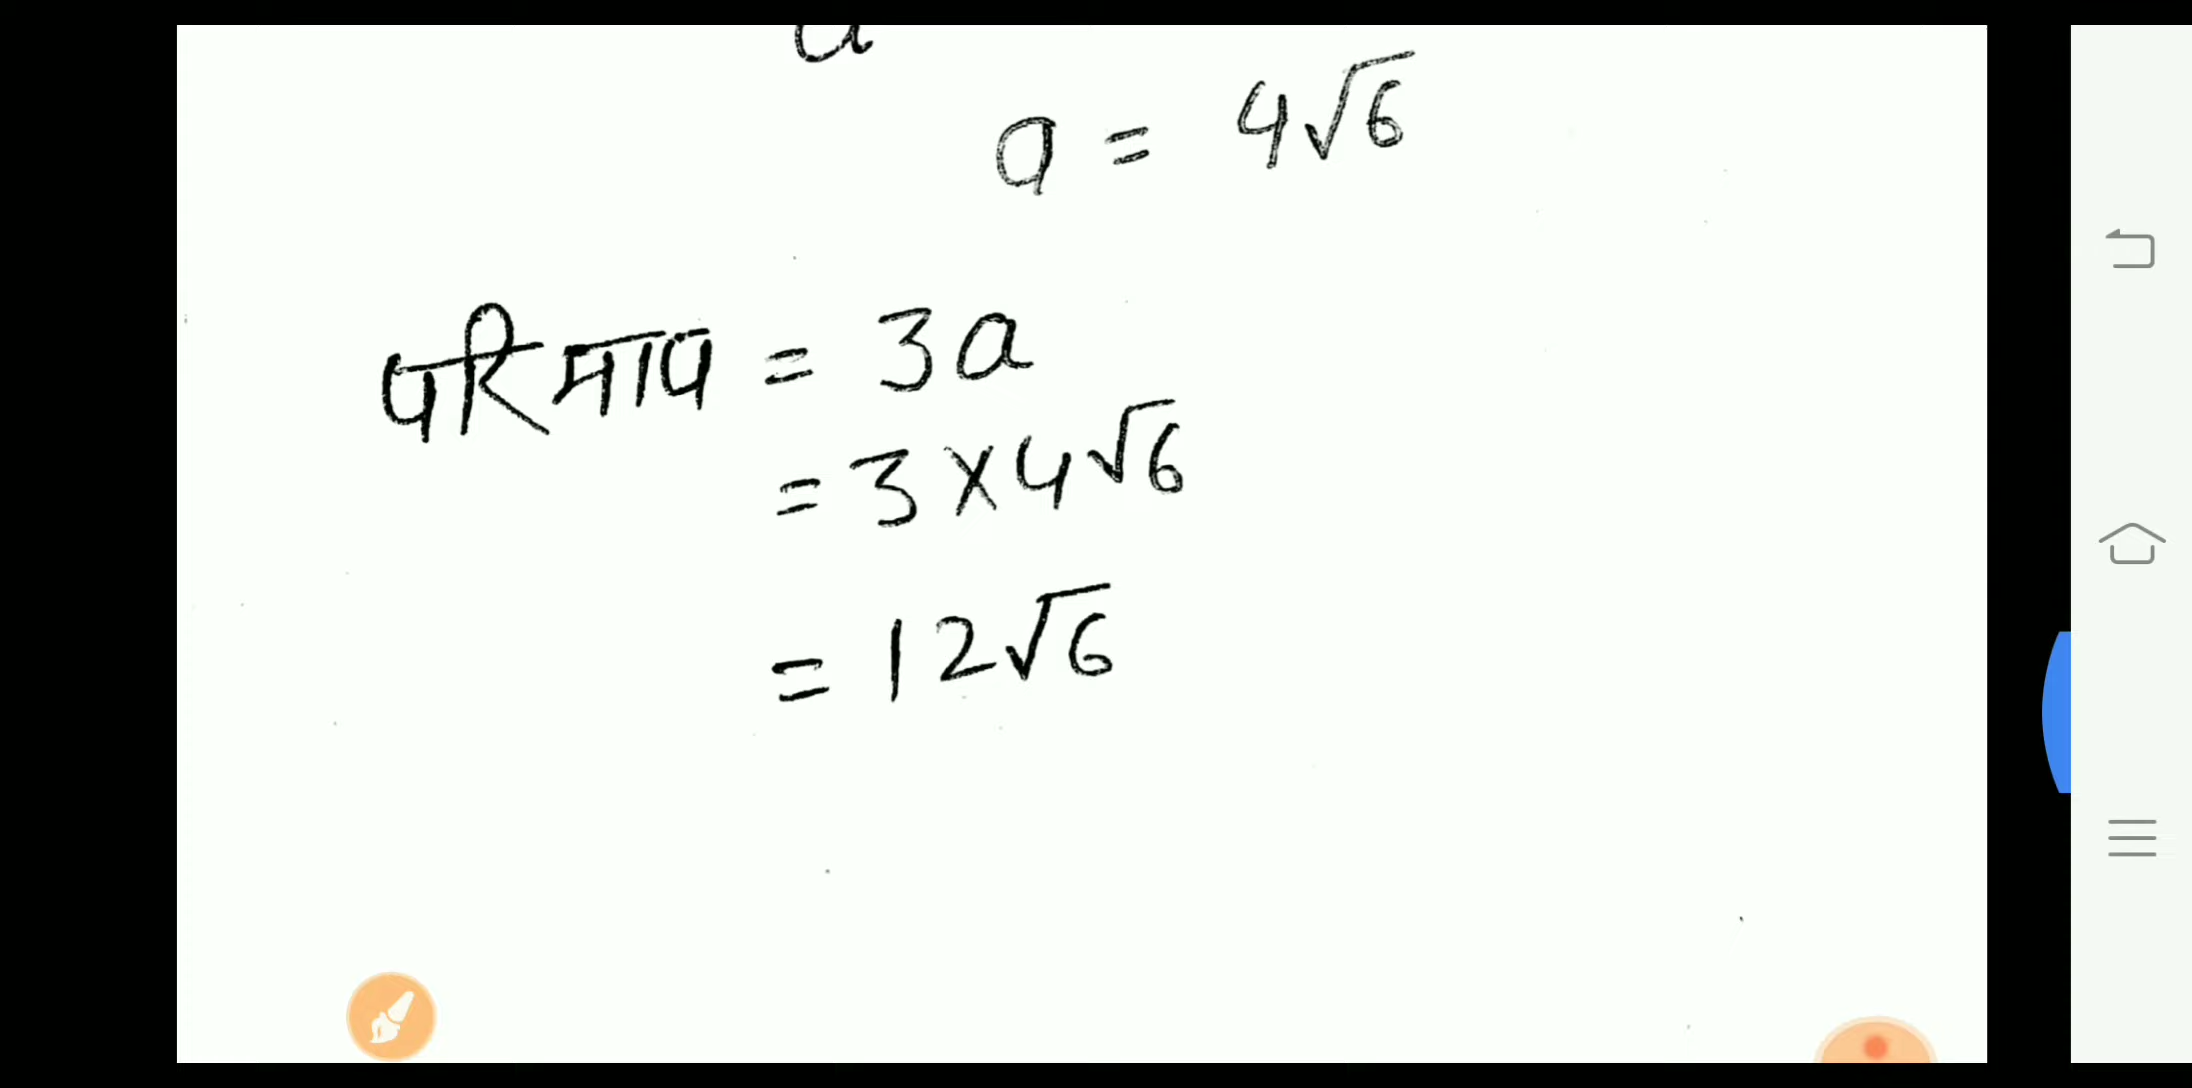 a = 4√6
परिमाप = 3a
= 3×4√6
= 12√6